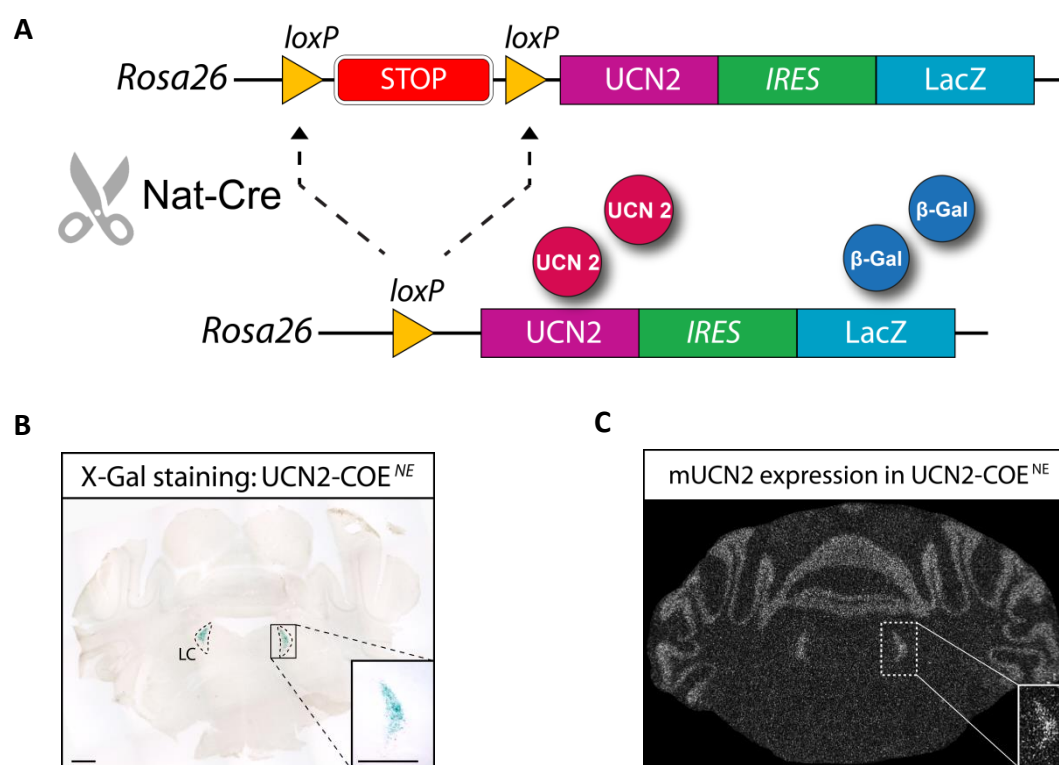 A
loxP loxP
Rosa26 STOP UCN2 IRES LacZ
Nat-Cre
UCN 2 β-Gal
UCN 2 β-Gal
loxP
Rosa26 UCN2 IRES LacZ
B
X-Gal staining: UCN2-COE^NE
LC
C
mUCN2 expression in UCN2-COE^NE